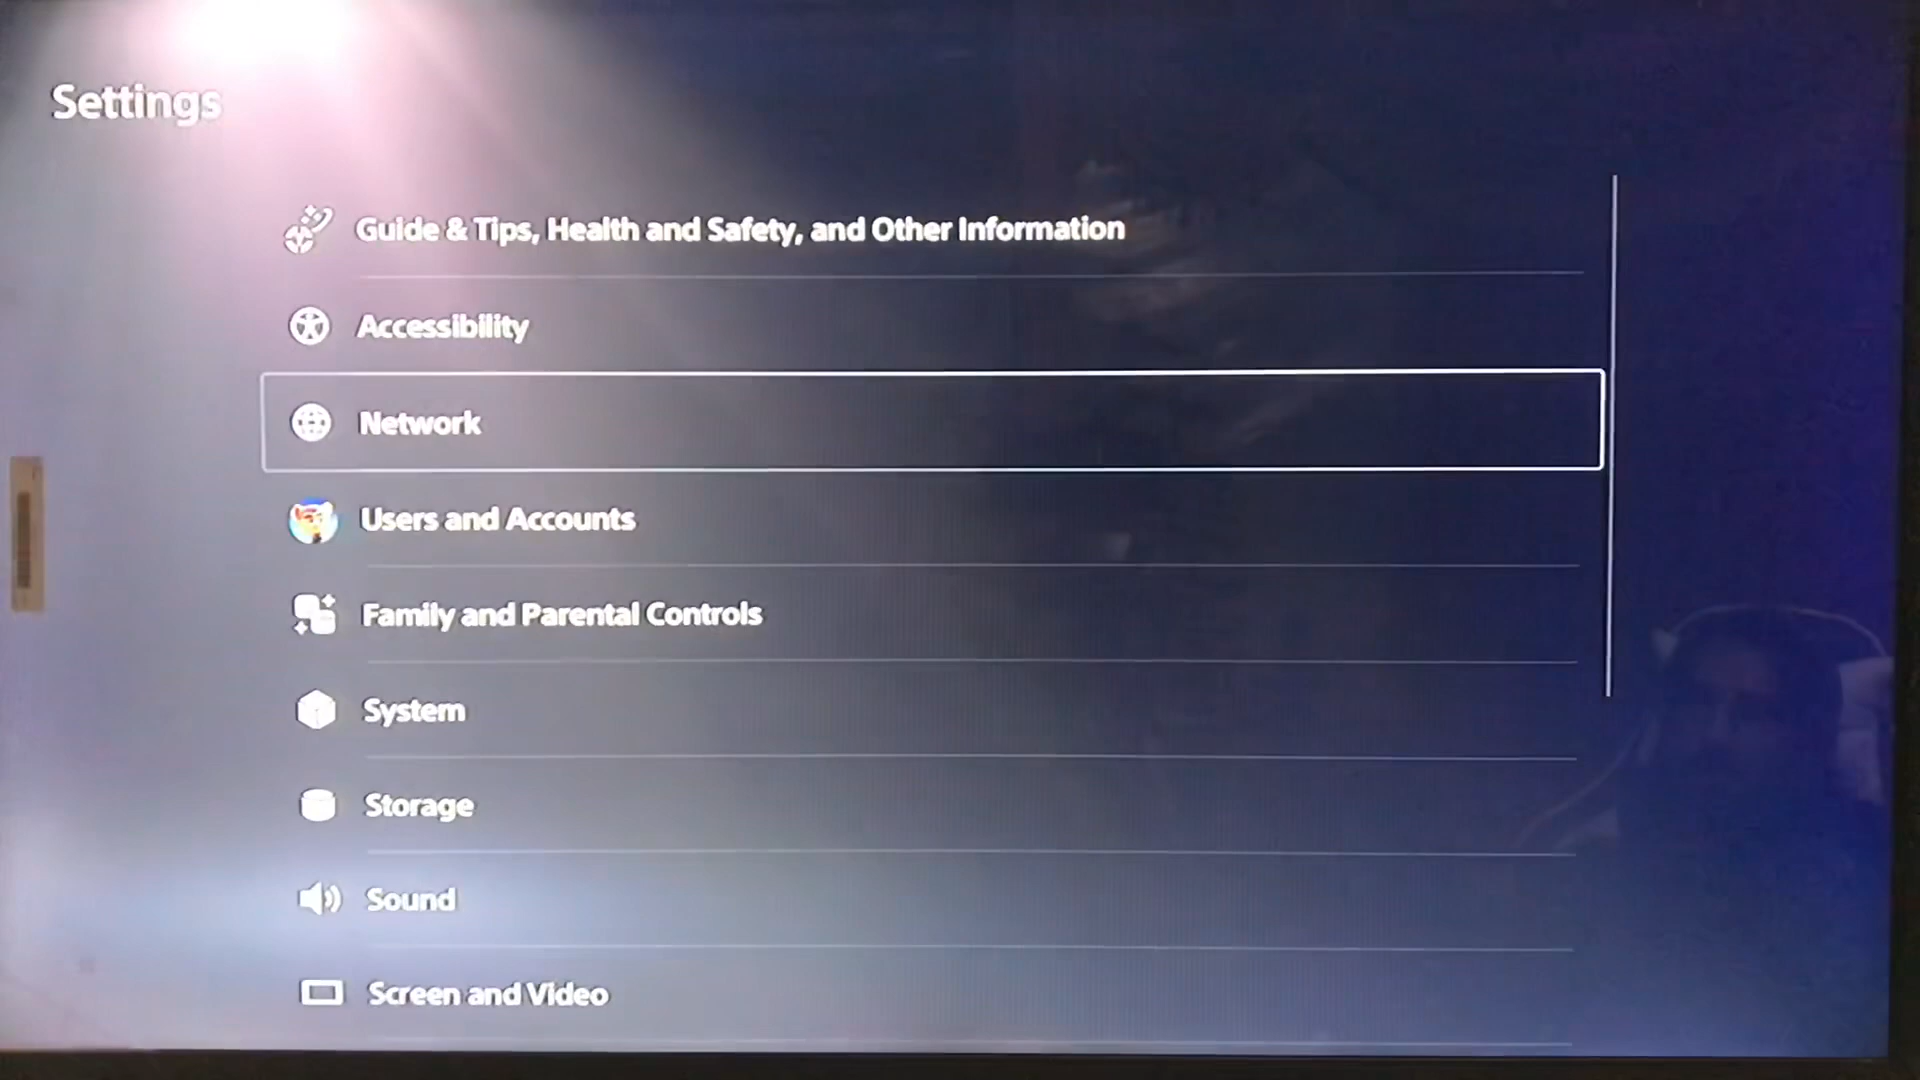 Settings
Guide & Tips, Health and Safety, and Other Information
Accessibility
Network
Users and Accounts
Family and Parental Controls
System
Storage
Sound
Screen and Video